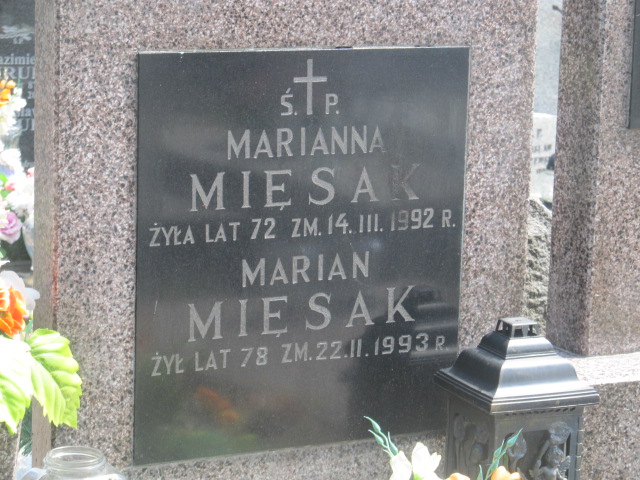 Ś. P.
MARIANNA
MIĘSAK
ŻYŁA LAT 72 ZM. 14. III. 1992 R.
MARIAN
MIĘSAK
ŻYŁ LAT 78 ZM. 22. II. 1993 R.